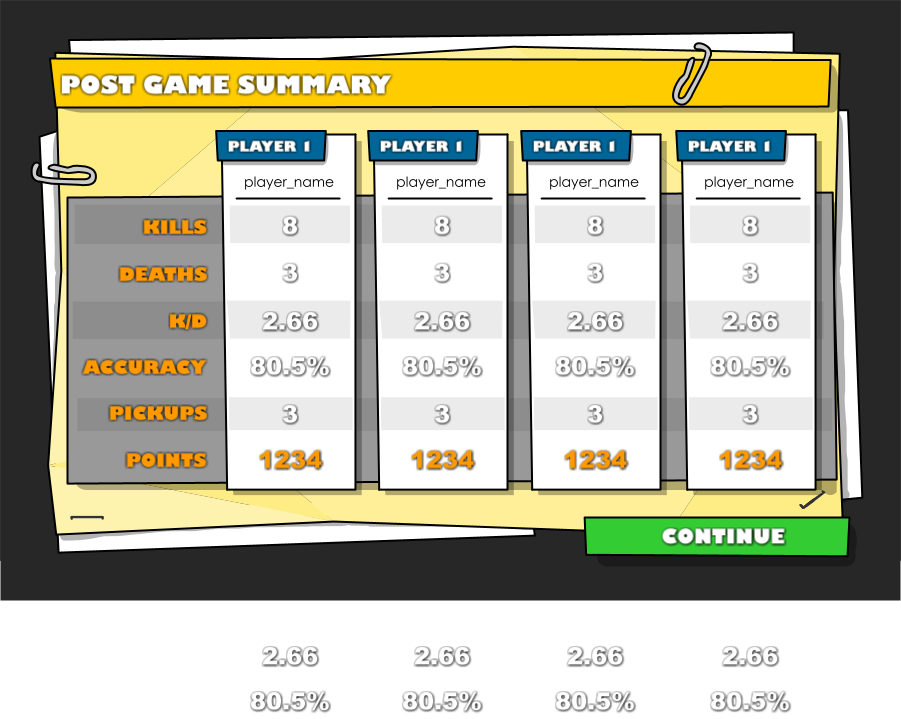 POST GAME SUMMARY
PLAYER 1 PLAYER 1 PLAYER 1 PLAYER 1
player_name player_name player_name player_name
KILLS 8 8 8 8
DEATHS 3 3 3 3
K/D 2.66 2.66 2.66 2.66
ACCURACY 80.5% 80.5% 80.5% 80.5%
PICKUPS 3 3 3 3
POINTS 1234 1234 1234 1234
CONTINUE
2.66 2.66 2.66 2.66
80.5% 80.5% 80.5% 80.5%